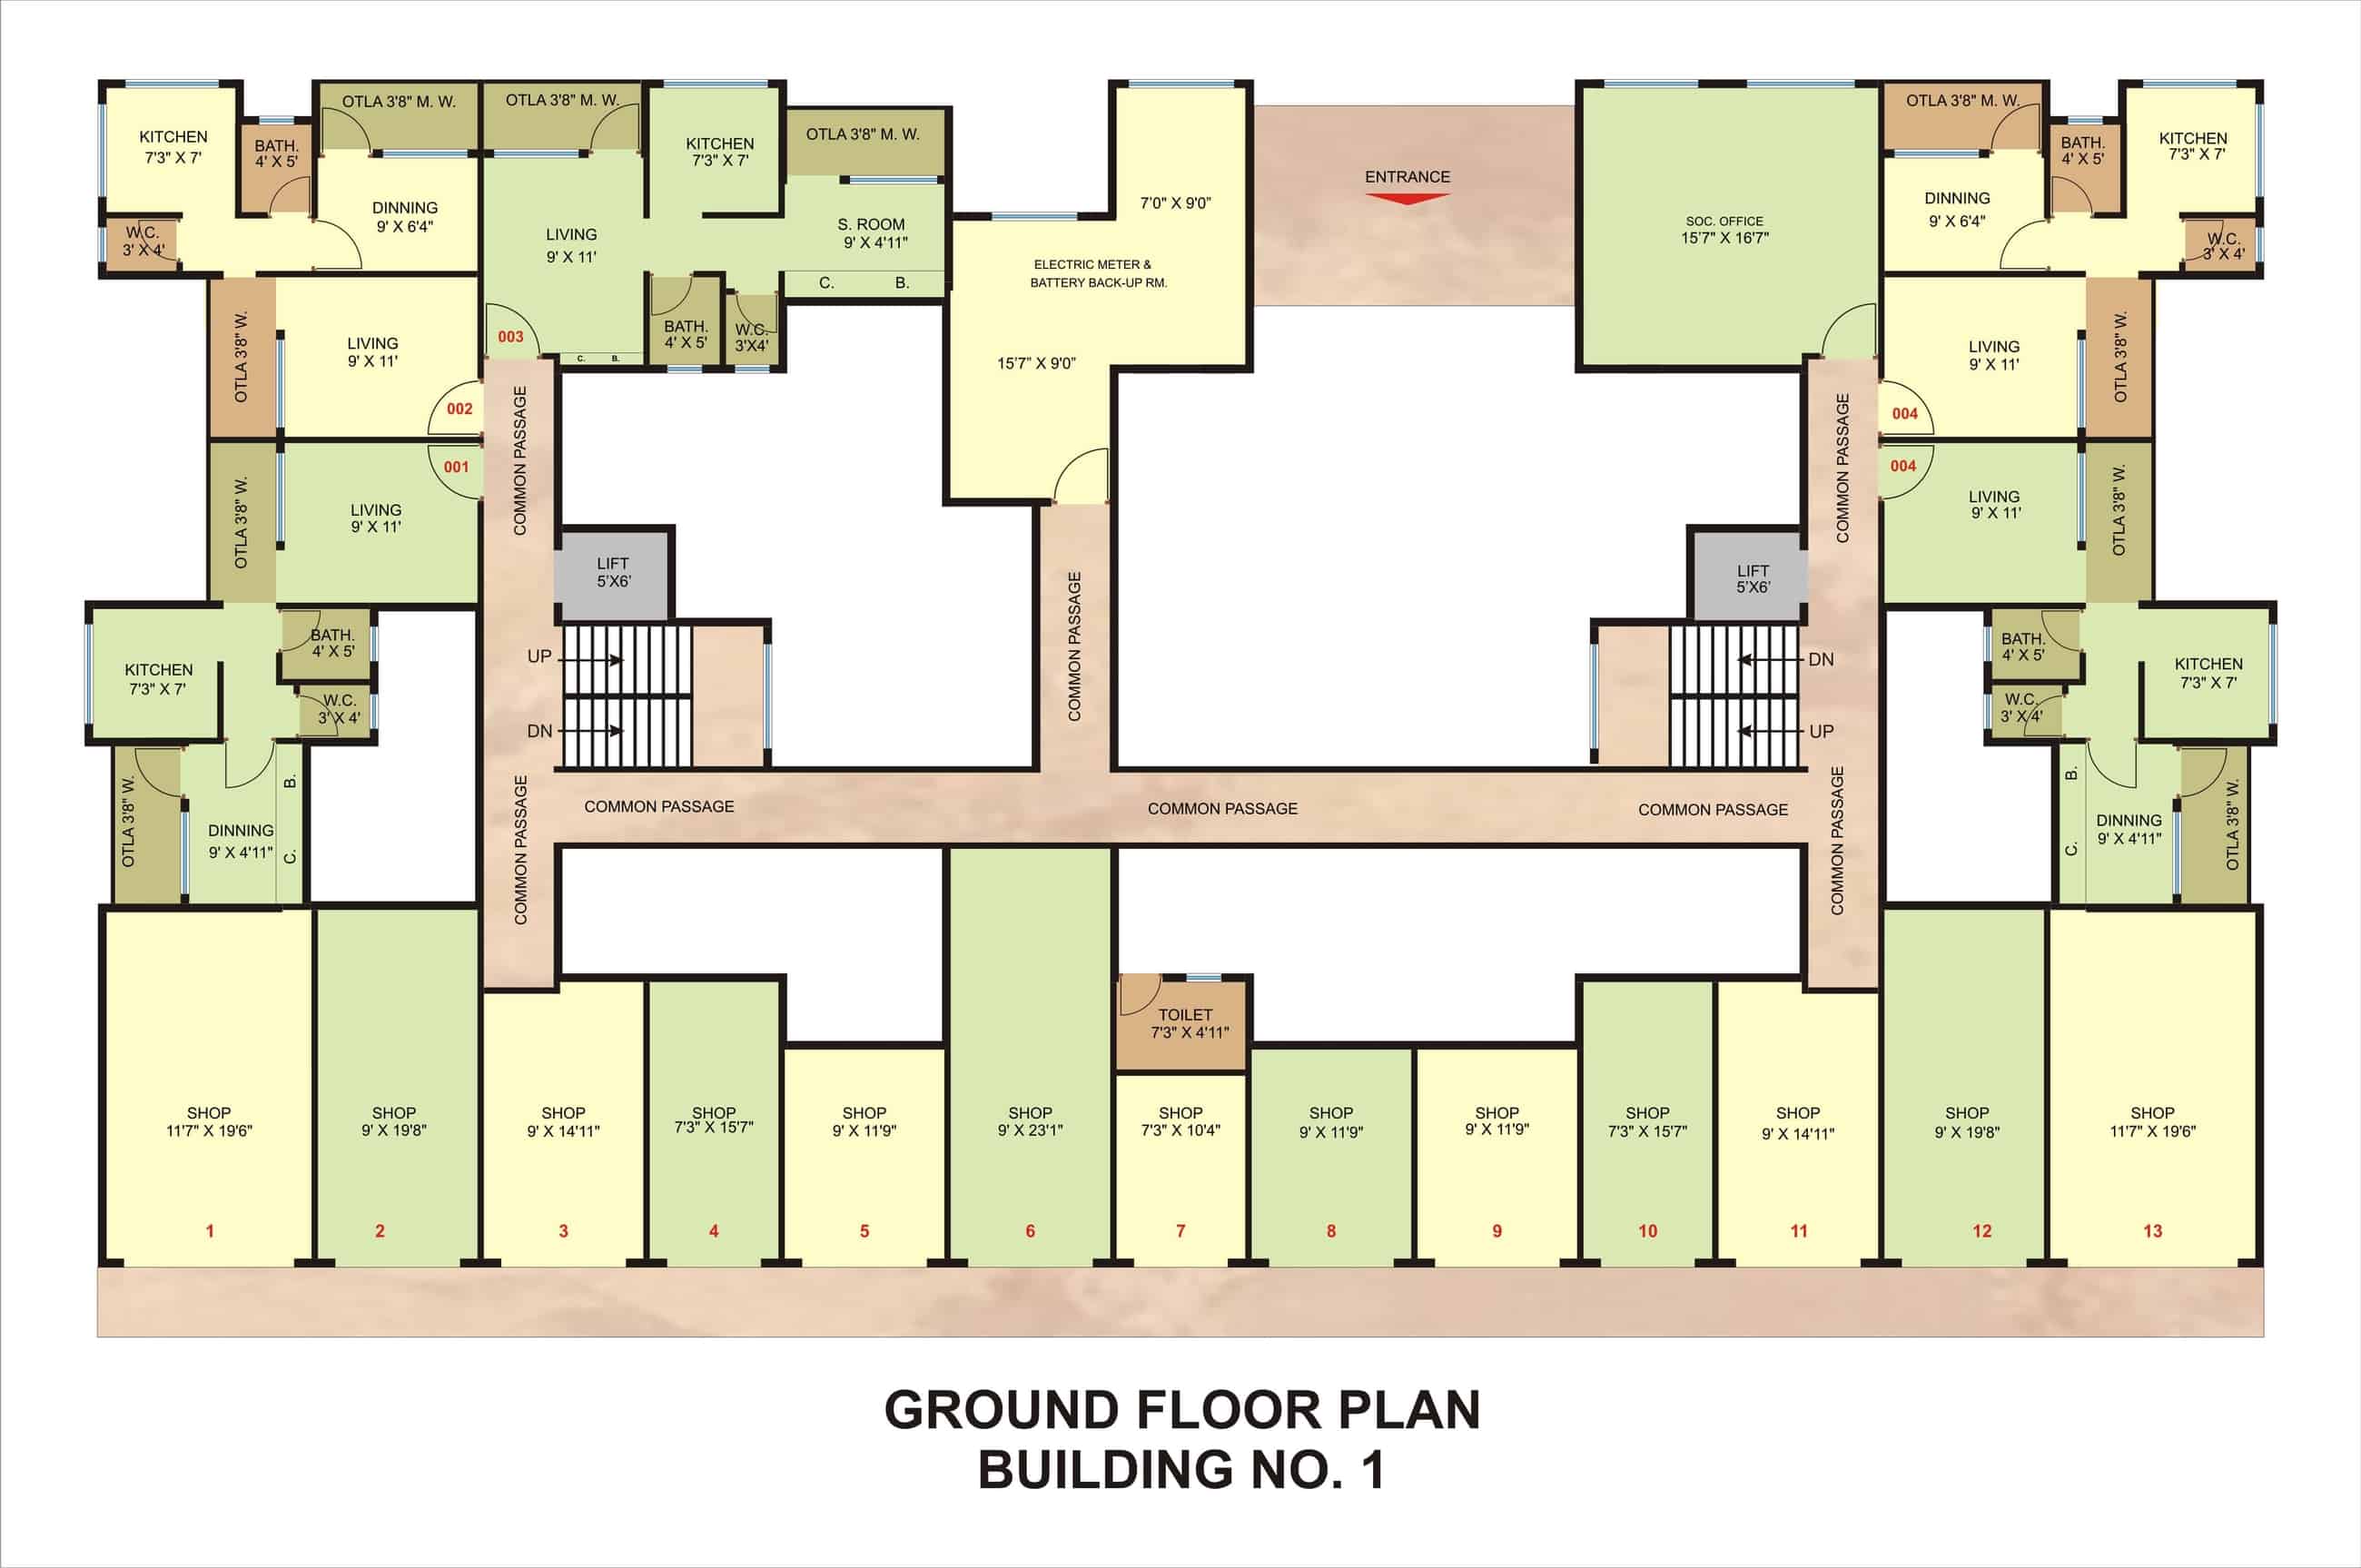 OTLA 3'8" M. W.
OTLA 3'8" M. W.
KITCHEN
7'3" X 7'
BATH.
4' X 5'
DINNING
9' X 6'4"
W.C.
3' X 4'
LIVING
9' X 11'
KITCHEN
7'3" X 7'
OTLA 3'8" M. W.
S. ROOM
9' X 4'11"
C. B.
BATH.
4' X 5'
W.C.
3'X4'
C. B.
003
7'0" X 9'0"
ELECTRIC METER &
BATTERY BACK-UP RM.
15'7" X 9'0"
ENTRANCE
SOC. OFFICE
15'7" X 16'7"
OTLA 3'8" M. W.
DINNING
9' X 6'4"
BATH.
4' X 5'
KITCHEN
7'3" X 7'
W.C.
3' X 4'
OTLA 3'8" W.
LIVING
9' X 11'
002
001
OTLA 3'8" W.
LIVING
9' X 11'
COMMON PASSAGE
LIFT
5'X6'
UP
DN
COMMON PASSAGE
COMMON PASSAGE
LIVING
9' X 11'
OTLA 3'8" W.
004
004
LIVING
9' X 11'
OTLA 3'8" W.
LIFT
5'X6'
DN
UP
KITCHEN
7'3" X 7'
BATH.
4' X 5'
W.C.
3' X 4'
OTLA 3'8" W.
DINNING
9' X 4'11"
B.
C.
BATH.
4' X 5'
W.C.
3' X 4'
KITCHEN
7'3" X 7'
B.
C.
DINNING
9' X 4'11"
OTLA 3'8" W.
COMMON PASSAGE
COMMON PASSAGE
COMMON PASSAGE
COMMON PASSAGE
COMMON PASSAGE
TOILET
7'3" X 4'11"
SHOP
11'7" X 19'6"
1
SHOP
9' X 19'8"
2
SHOP
9' X 14'11"
3
SHOP
7'3" X 15'7"
4
SHOP
9' X 11'9"
5
SHOP
9' X 23'1"
6
SHOP
7'3" X 10'4"
7
SHOP
9' X 11'9"
8
SHOP
9' X 11'9"
9
SHOP
7'3" X 15'7"
10
SHOP
9' X 14'11"
11
SHOP
9' X 19'8"
12
SHOP
11'7" X 19'6"
13
GROUND FLOOR PLAN
BUILDING NO. 1